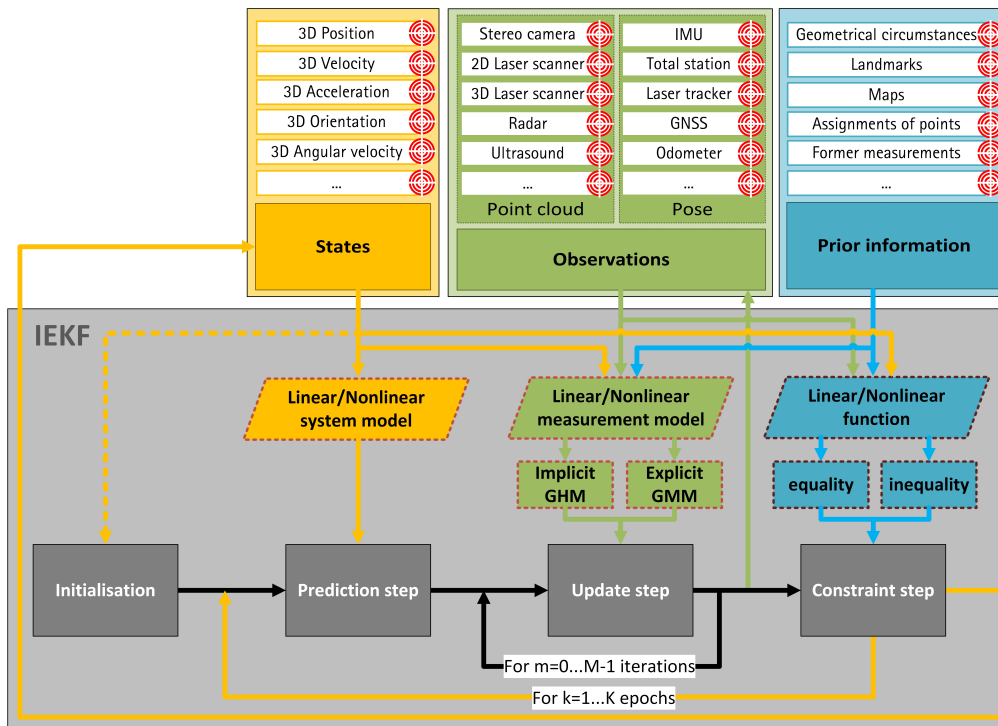 3D Position
3D Velocity
3D Acceleration
3D Orientation
3D Angular velocity
...
States
Stereo camera
2D Laser scanner
3D Laser scanner
Radar
Ultrasound
...
Point cloud
IMU
Total station
Laser tracker
GNSS
Odometer
...
Pose
Observations
Geometrical circumstances
Landmarks
Maps
Assignments of points
Former measurements
...
Prior information
IEKF
Linear/Nonlinear
system model
Linear/Nonlinear
measurement model
Linear/Nonlinear
function
Implicit
GHM
Explicit
GMM
equality
inequality
Initialisation
Prediction step
Update step
Constraint step
For m=0...M-1 iterations
For k=1...K epochs